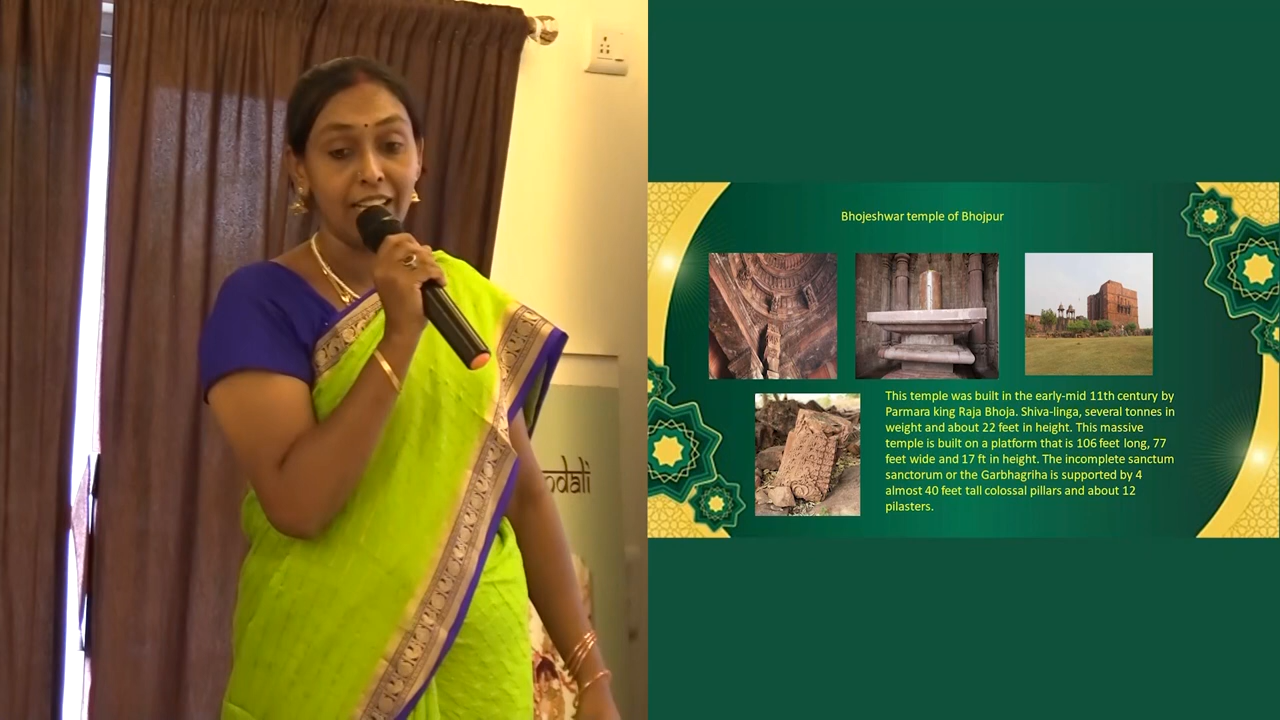 Bhojeshwar temple of Bhojpur
This temple was built in the early-mid 11th century by
Parmara king Raja Bhoja. Shiva-linga, several tonnes in
weight and about 22 feet in height. This massive
temple is built on a platform that is 106 feet long, 77
feet wide and 17 ft in height. The incomplete sanctum
sanctorum or the Garbhagriha is supported by 4
almost 40 feet tall colossal pillars and about 12
pilasters.